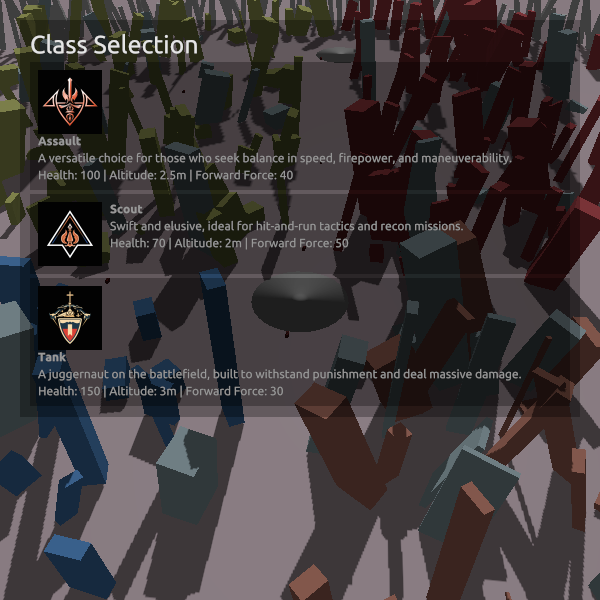 Class Selection
Assault
A versatile choice for those who seek balance in speed, firepower, and maneuverability.
Health: 100 | Altitude: 2.5m | Forward Force: 40
Scout
Swift and elusive, ideal for hit-and-run tactics and recon missions.
Health: 70 | Altitude: 2m | Forward Force: 50
Tank
A juggernaut on the battlefield, built to withstand punishment and deal massive damage.
Health: 150 | Altitude: 3m | Forward Force: 30